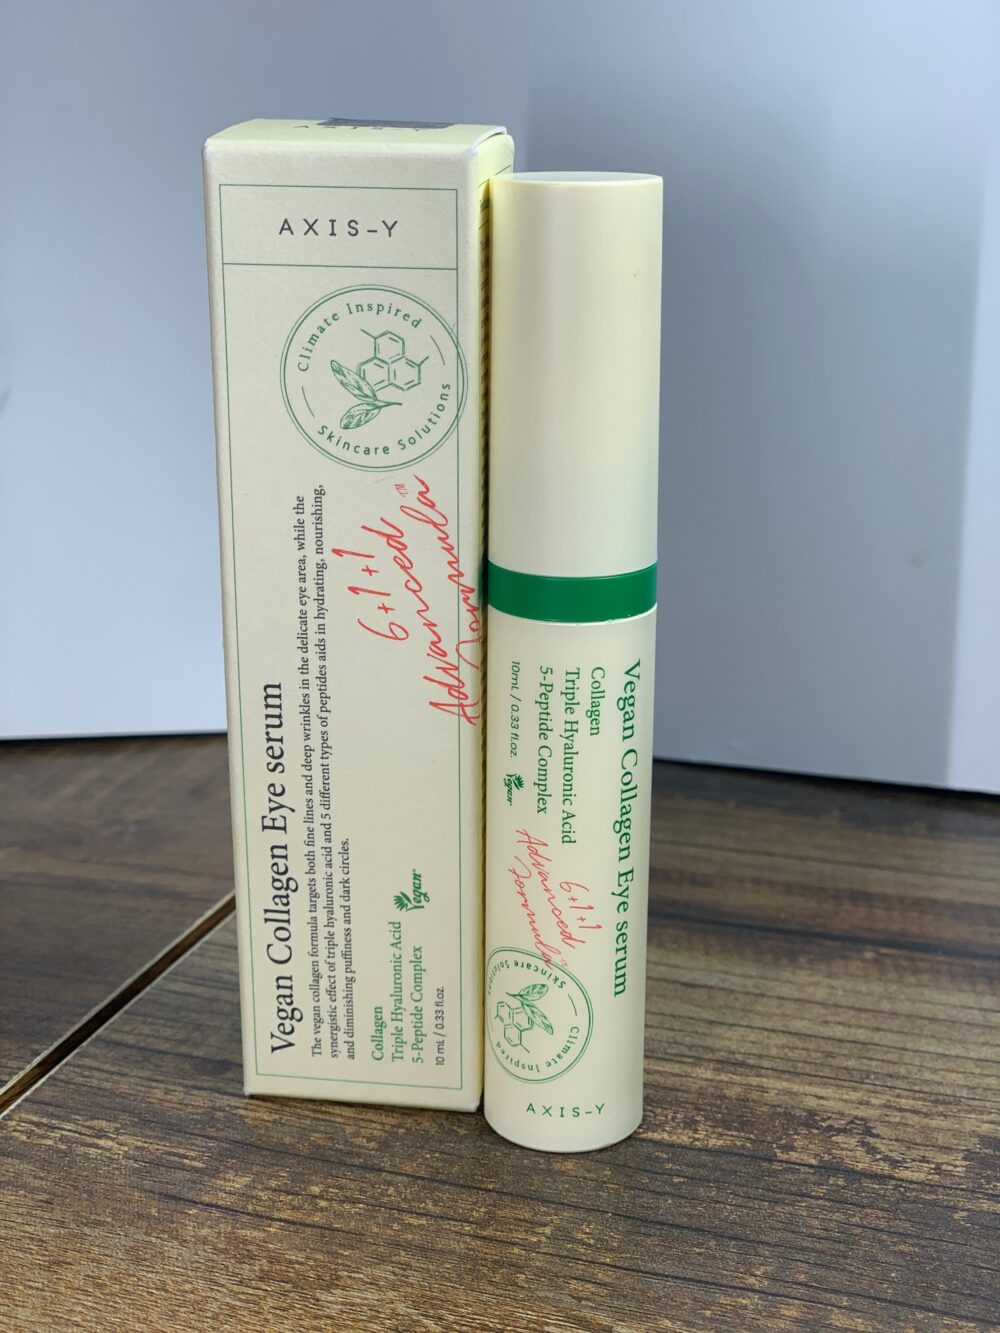 AXIS-Y
AXIS-Y
Climate Inspired
Skincare Solutions
6+1+1
Advanced
Formula™
Vegan Collagen Eye serum
The vegan collagen formula targets both fine lines and deep wrinkles in the delicate eye area, while the
synergistic effect of triple hyaluronic acid and 5 different types of peptides aids in hydrating, nourishing,
and diminishing puffiness and dark circles.
Collagen
Triple Hyaluronic Acid
5-Peptide Complex
10 mL / 0.33 fl.oz.
Vegan
Vegan Collagen Eye serum
Collagen
Triple Hyaluronic Acid
5-Peptide Complex
10mL / 0.33 fl.oz.
Vegan
6+1+1
Advanced
Formula
Climate Inspired
Skincare Solutions
AXIS-Y